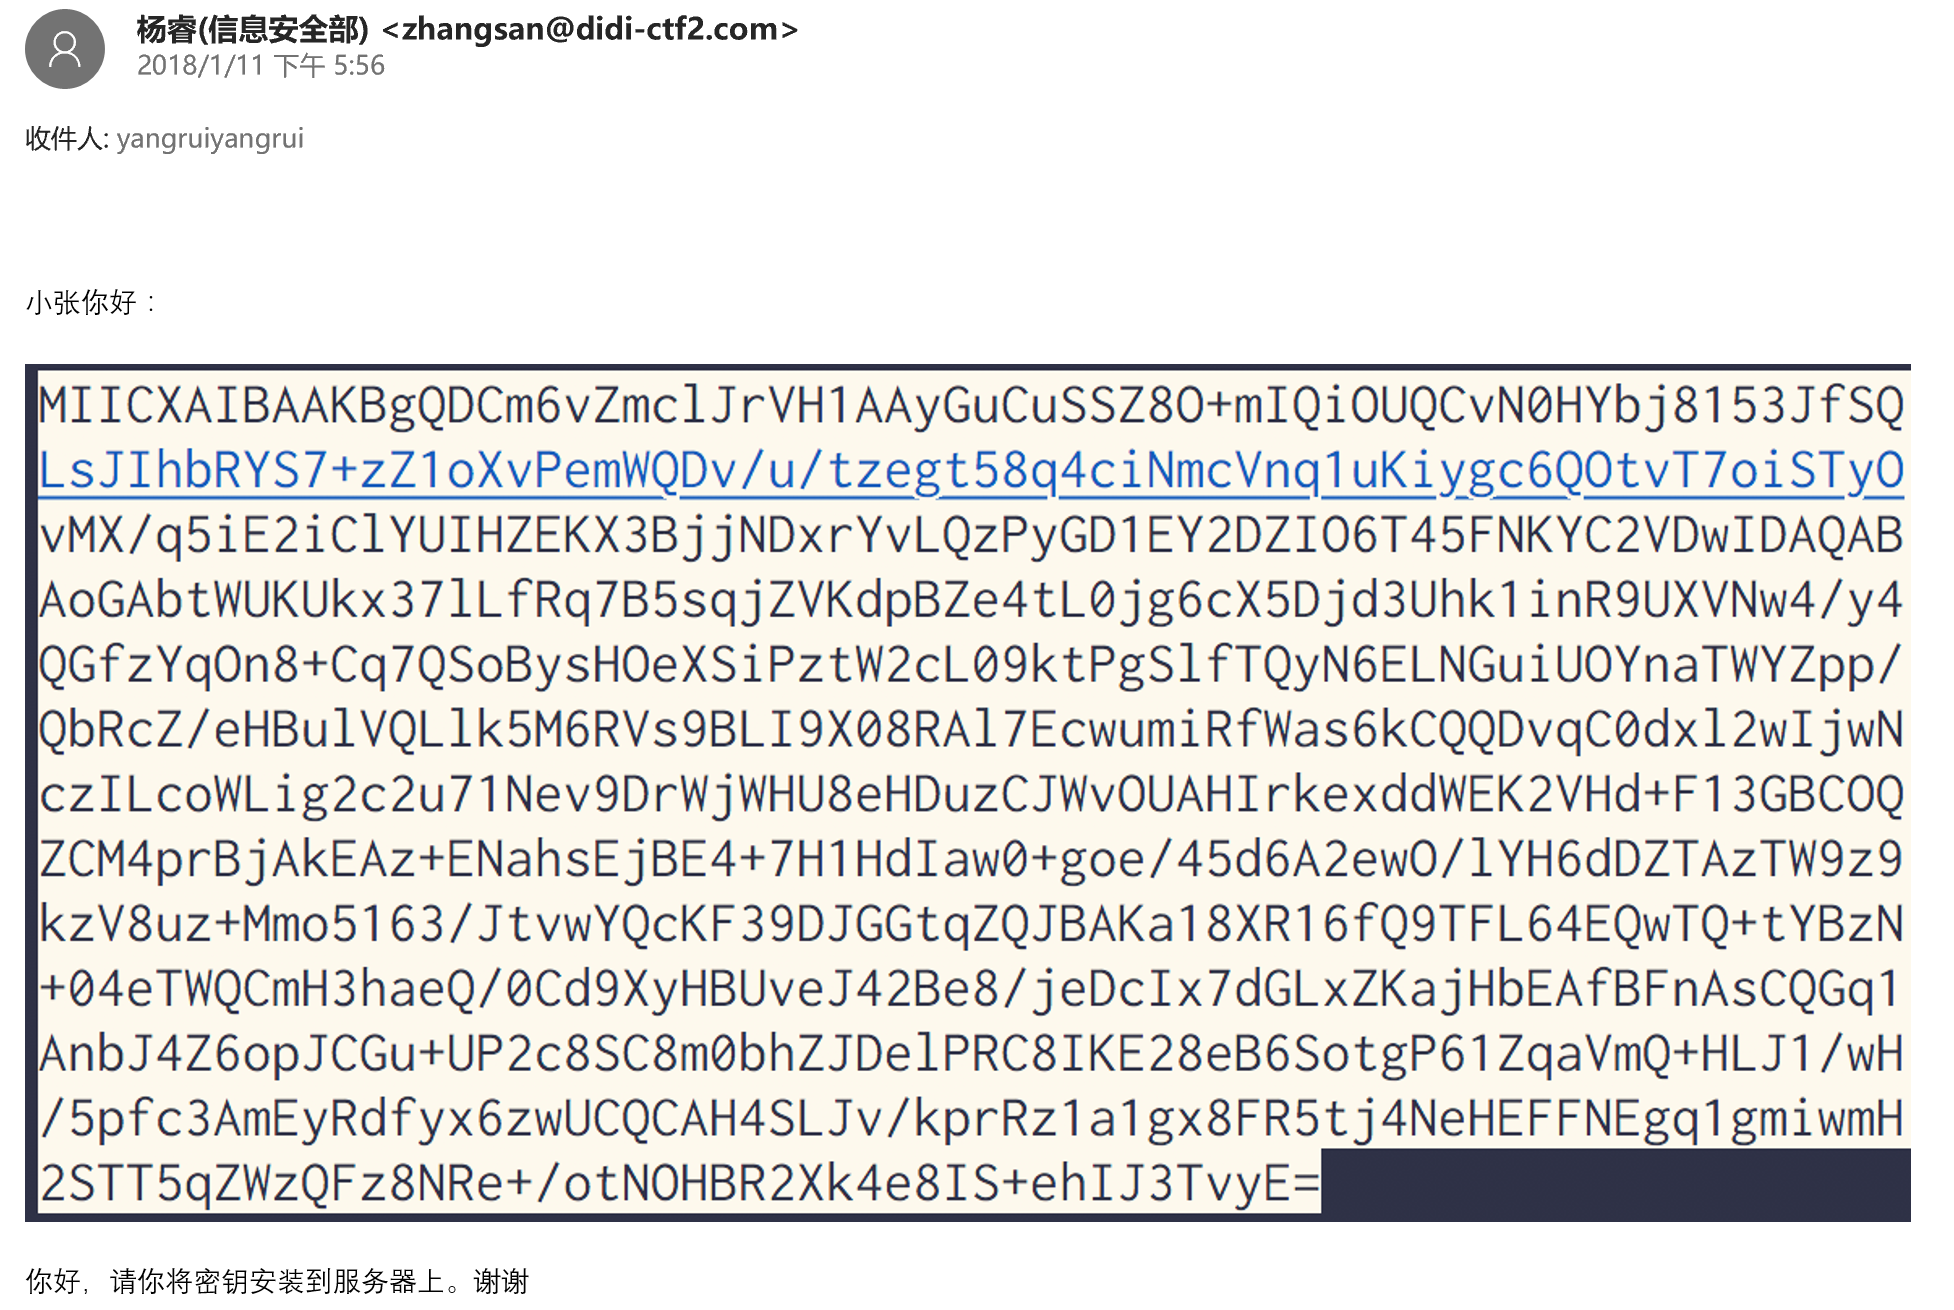 杨睿(信息安全部) <zhangsan@didi-ctf2.com>
2018/1/11 下午 5:56
收件人: yangruiyangrui
小张你好：
MIICXAIBAAKBgQDCm6vZmclJrVH1AAyGuCuSSZ8O+mIQiOUQCvN0HYbj8153JfSQ
LsJIhbRYS7+zZ1oXvPemWQDv/u/tzegt58q4ciNmcVnq1uKiygc6QOtvT7oiSTyO
vMX/q5iE2iClYUIHZEKX3BjjNDxrYvLQzPyGD1EY2DZIO6T45FNKYC2VDwIDAQAB
AoGAbtWUKUkx37lLfRq7B5sqjZVKdpBZe4tL0jg6cX5Djd3Uhk1inR9UXVNw4/y4
QGfzYqOn8+Cq7QSoBysHOeXSiPztW2cL09ktPgSlfTQyN6ELNGuiUOYnaTWYZpp/
QbRcZ/eHBulVQLlk5M6RVs9BLI9X08RAl7EcwumiRfWas6kCQQDvqC0dxl2wIjwN
czILcoWLig2c2u71Nev9DrWjWHU8eHDuzCJWvOUAHIrkexddWEK2VHd+F13GBCOQ
ZCM4prBjAkEAz+ENahsEjBE4+7H1HdIaw0+goe/45d6A2ewO/lYH6dDZTAzTW9z9
kzV8uz+Mmo5163/JtvwYQcKF39DJGGtqZQJBAKa18XR16fQ9TFL64EQwTQ+tYBzN
+04eTWQCmH3haeQ/0Cd9XyHBUveJ42Be8/jeDcIx7dGLxZKajHbEAfBFnAsCQGq1
AnbJ4Z6opJCGu+UP2c8SC8m0bhZJDelPRC8IKE28eB6SotgP61ZqaVmQ+HLJ1/wH
/5pfc3AmEyRdfyx6zwUCQCAH4SLJv/kprRz1a1gx8FR5tj4NeHEFFNEgq1gmiwmH
2STT5qZWzQFz8NRe+/otNOHBR2Xk4e8IS+ehIJ3TvyE=
你好，请你将密钥安装到服务器上。谢谢